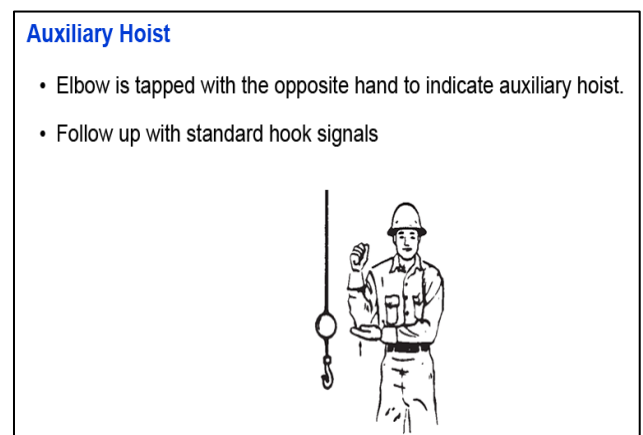 Auxiliary Hoist
• Elbow is tapped with the opposite hand to indicate auxiliary hoist.
• Follow up with standard hook signals